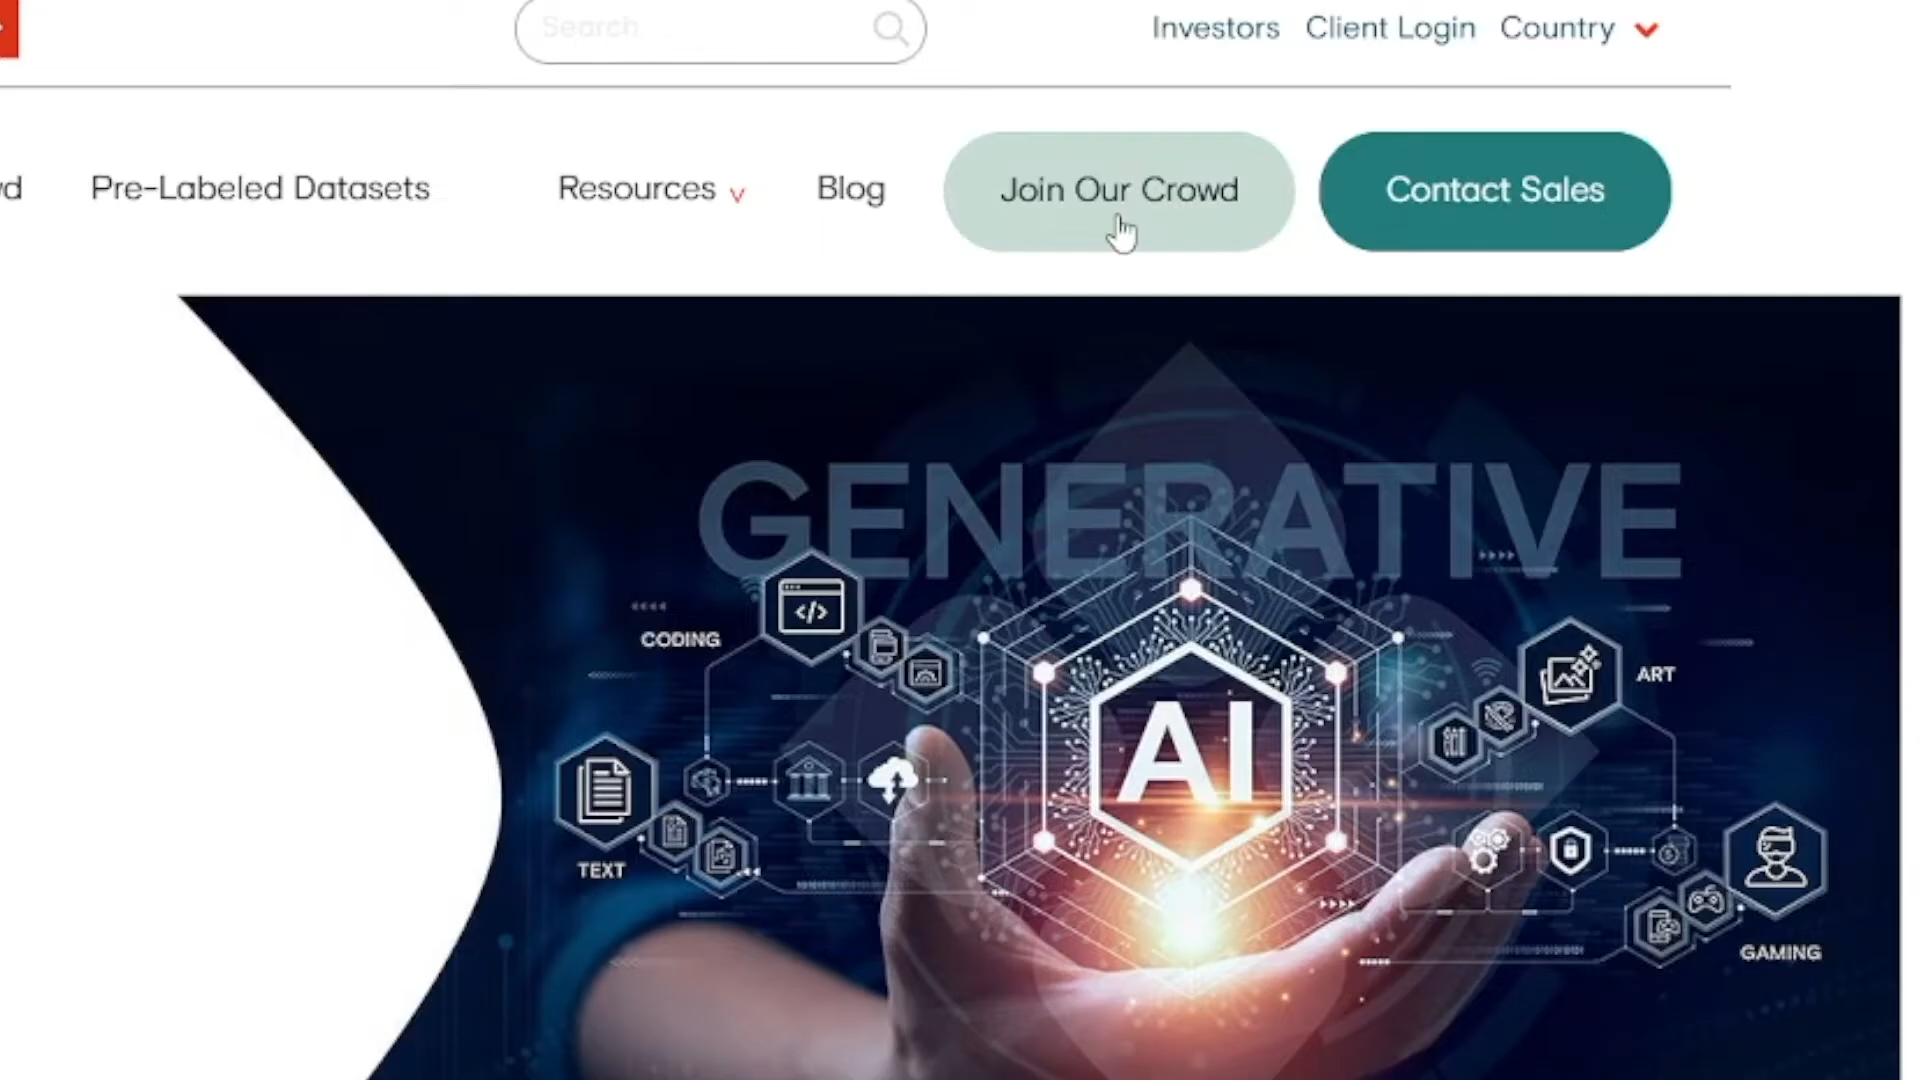 Search
Investors Client Login Country
Pre-Labeled Datasets Resources Blog Join Our Crowd Contact Sales
GENERATIVE
CODING
</>
ART
AI
TEXT
GAMING